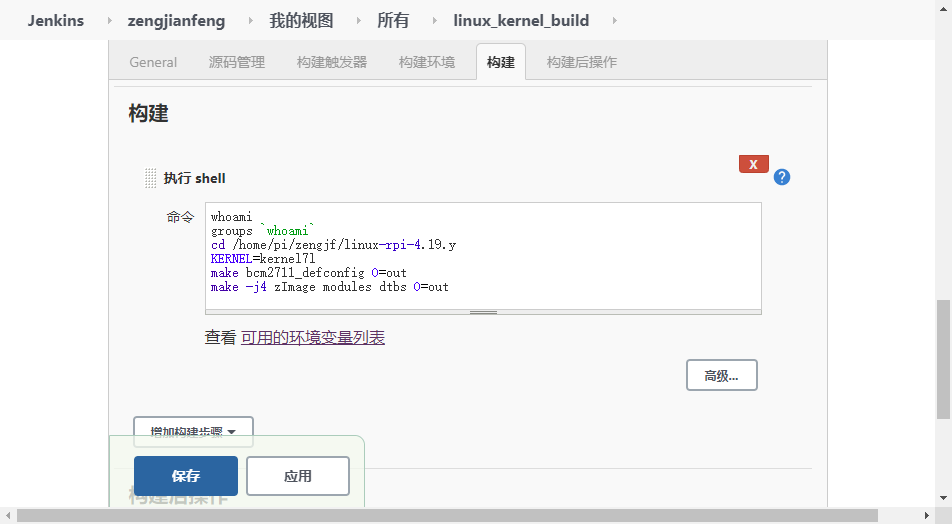 Jenkins zengjianfeng 我的视图 所有 linux_kernel_build
General 源码管理 构建触发器 构建环境 构建 构建后操作
构建
X
执行 shell
?
命令
whoami
groups `whoami`
cd /home/pi/zengjf/linux-rpi-4.19.y
KERNEL=kernel7l
make bcm2711_defconfig O=out
make -j4 zImage modules dtbs O=out
查看 可用的环境变量列表
高级...
增加构建步骤
保存 应用
构建后操作